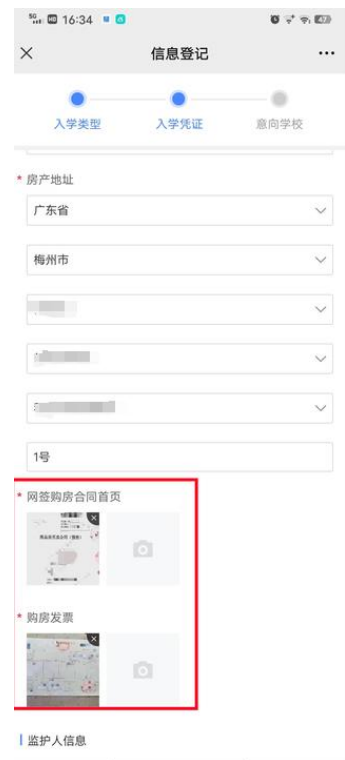 5G 16:34 47
信息登记
入学类型 入学凭证 意向学校
* 房产地址
广东省
梅州市
1号
* 网签购房合同首页
* 购房发票
监护人信息